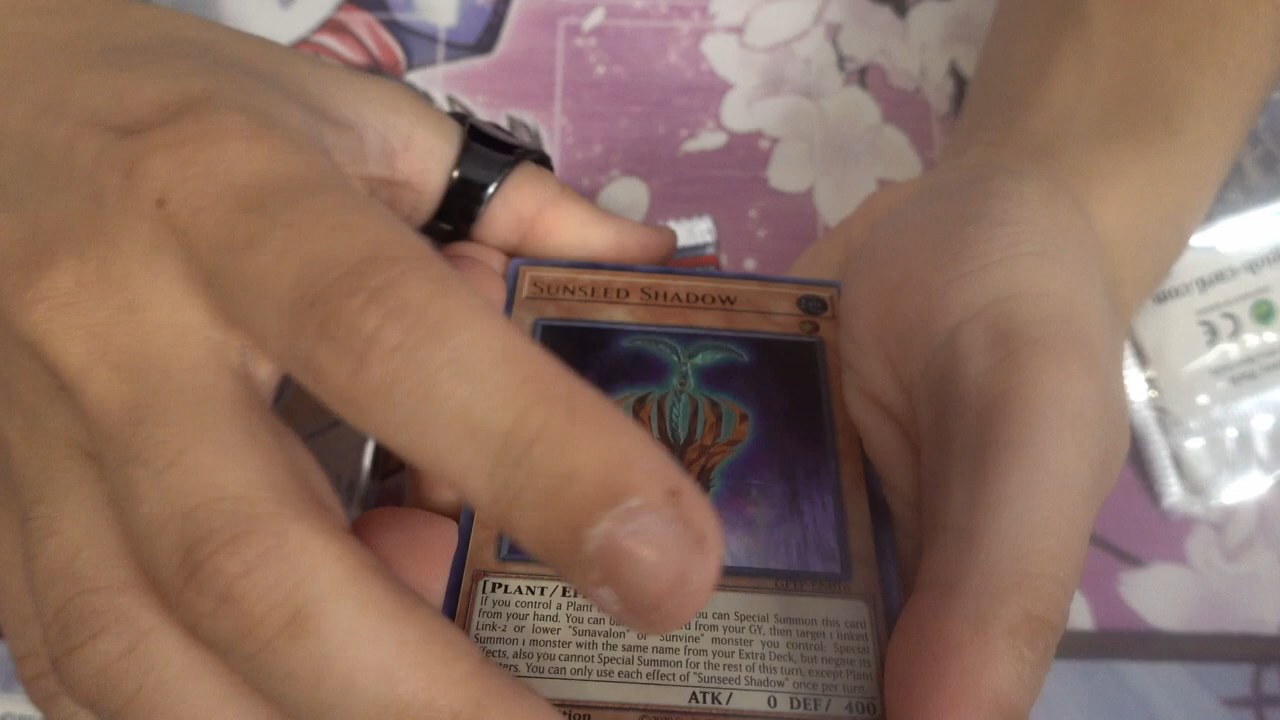 SUNSEED SHADOW
[PLANT/
If you control a Plant you can Special Summon this card
from your hand. You can from your GY, then target 1 linked
Link-2 or lower "Sunavalon" or "Sunvine" monster you control; Special
Summon 1 monster with the same name from your Extra Deck, but negate its
effects, also you cannot Special Summon for the rest of this turn, except Plant
You can only use each effect of "Sunseed Shadow" once per turn.
ATK/ 0 DEF/ 400
CE